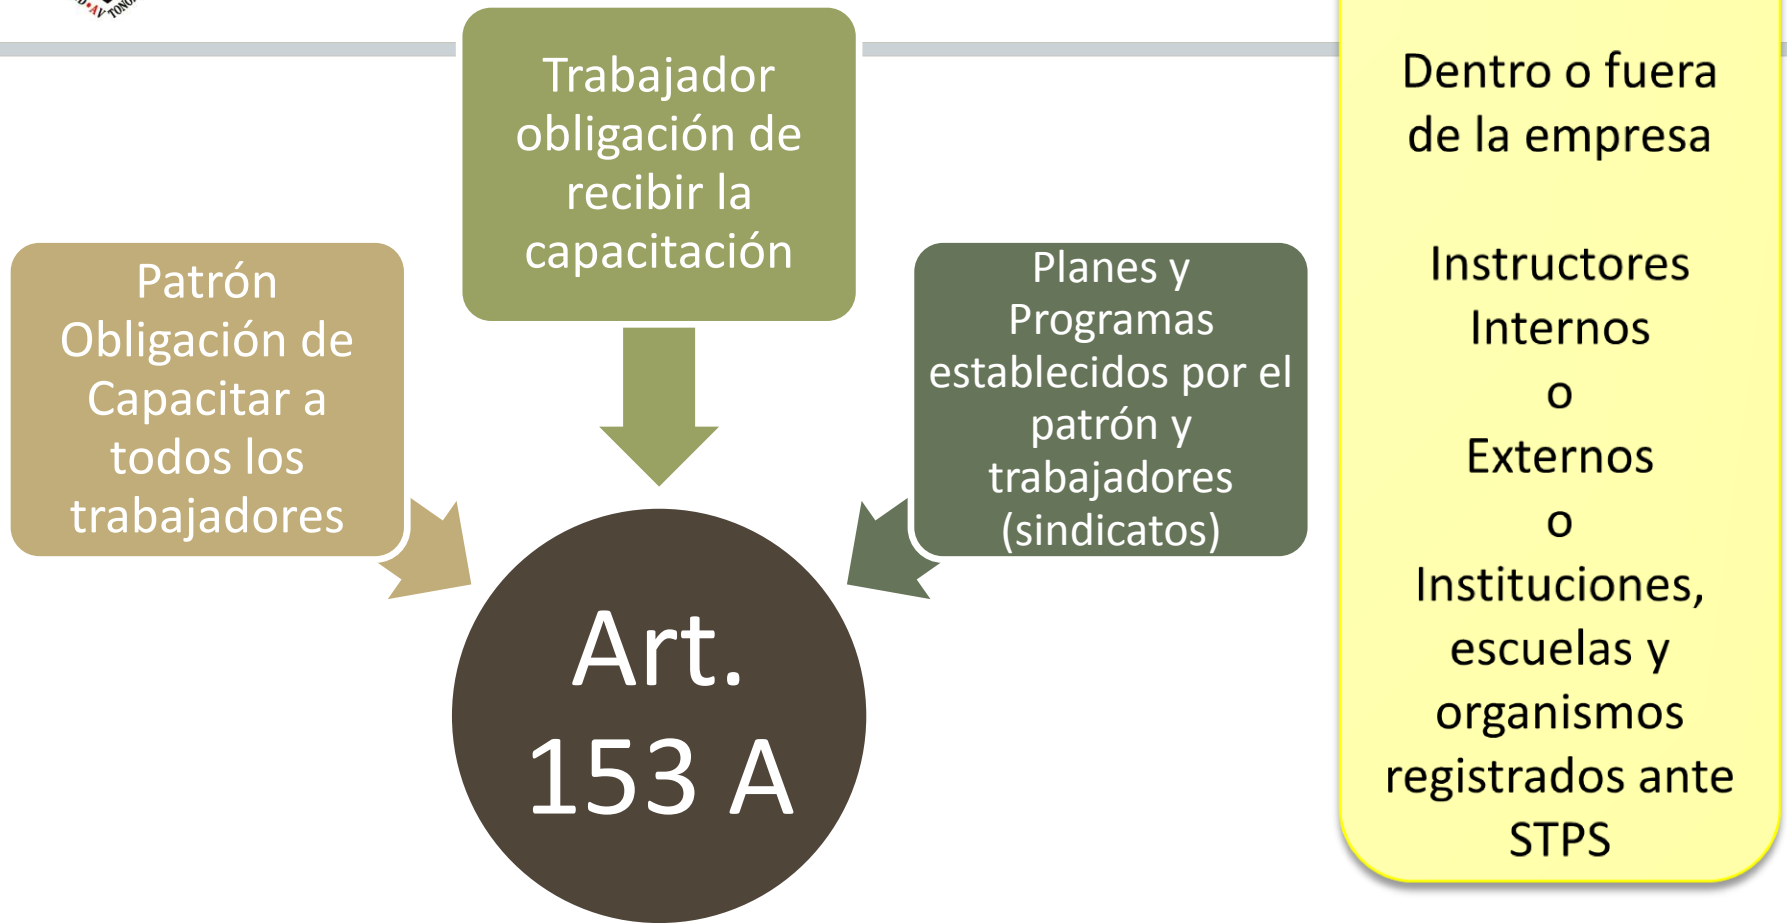 Trabajador
obligación de
recibir la
capacitación
Patrón
Obligación de
Capacitar a
todos los
trabajadores
Planes y
Programas
establecidos por el
patrón y
trabajadores
(sindicatos)
Art.
153 A
Dentro o fuera
de la empresa
Instructores
Internos
o
Externos
o
Instituciones,
escuelas y
organismos
registrados ante
STPS